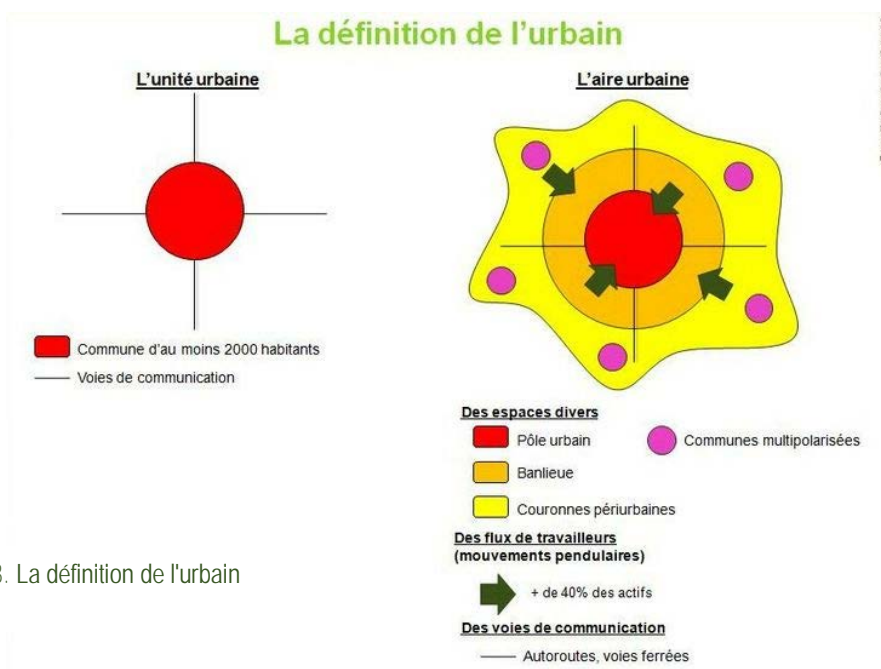 La définition de l'urbain
L'unité urbaine
L'aire urbaine
Commune d'au moins 2000 habitants
Voies de communication
Des espaces divers
Pôle urbain
Communes multipolarisées
Banlieue
Couronnes périurbaines
Des flux de travailleurs
(mouvements pendulaires)
+ de 40% des actifs
Des voies de communication
Autoroutes, voies ferrées
3. La définition de l'urbain